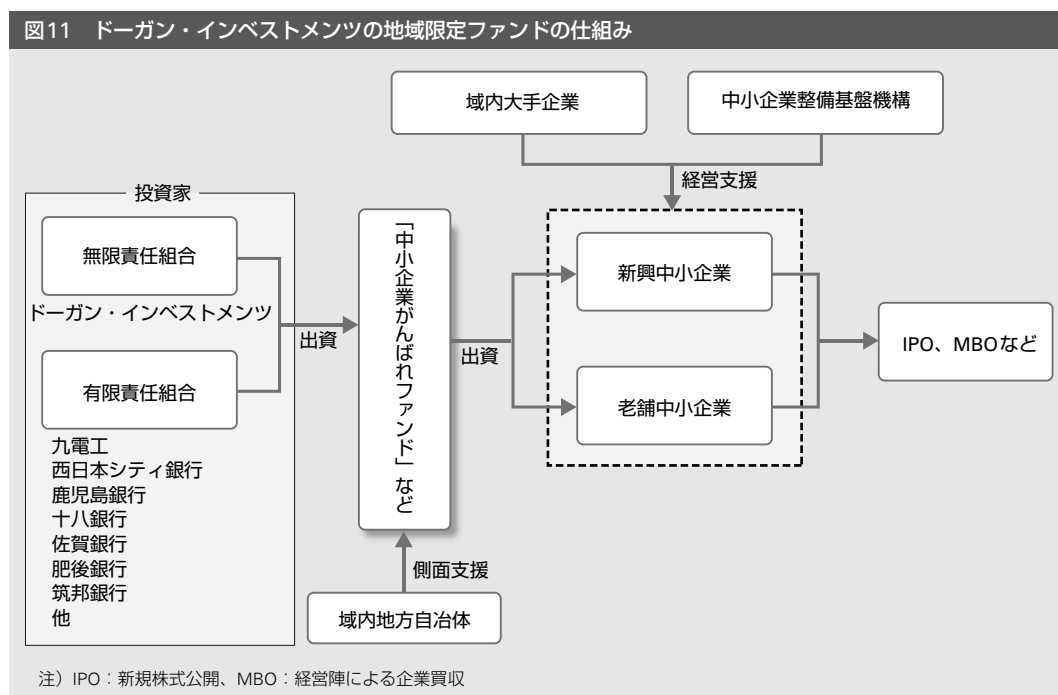 図11 ドーガン・インベストメンツの地域限定ファンドの仕組み
域内大手企業
中小企業整備基盤機構
経営支援
投資家
無限責任組合
ドーガン・インベストメンツ
有限責任組合
九電工
西日本シティ銀行
鹿児島銀行
十八銀行
佐賀銀行
肥後銀行
筑邦銀行
他
出資
「中小企業がんばれファンド」など
側面支援
域内地方自治体
出資
新興中小企業
老舗中小企業
IPO、MBOなど
注）IPO：新規株式公開、MBO：経営陣による企業買収